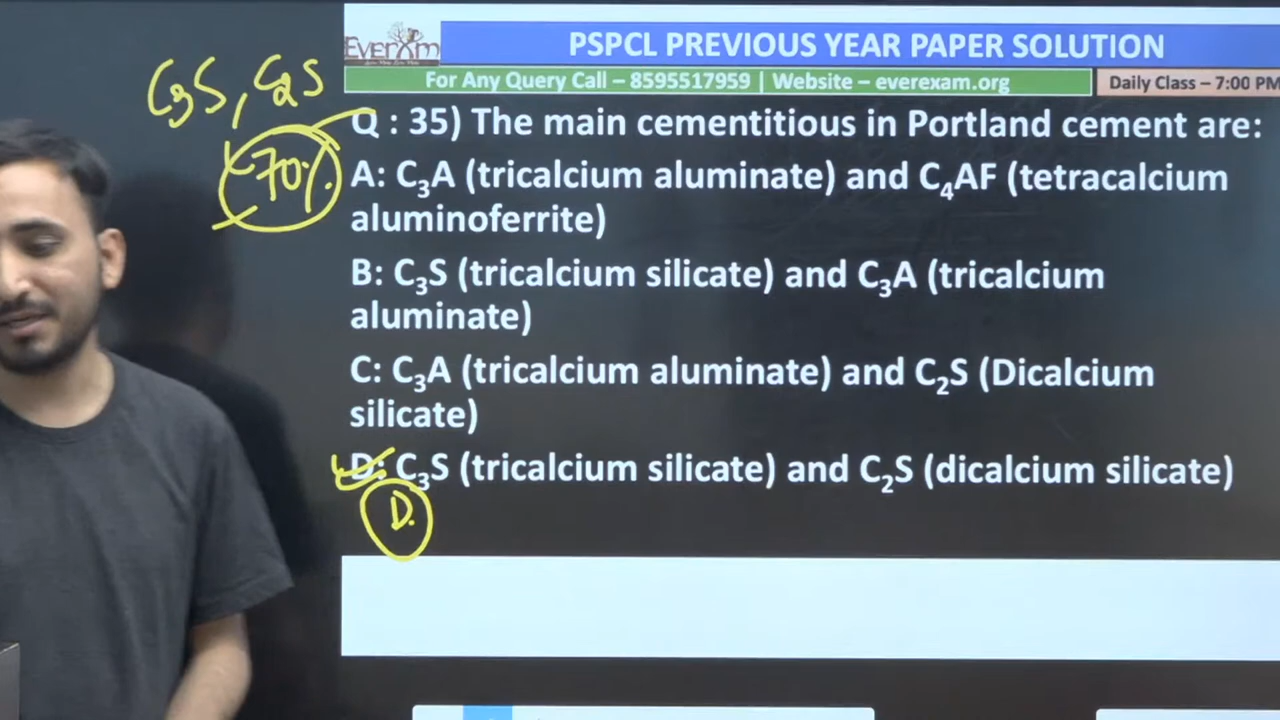 EVEREXAM
PSPCL PREVIOUS YEAR PAPER SOLUTION
For Any Query Call – 8595517959 | Website – everexam.org
Daily Class – 7:00 PM
C₃S, C₂S
70%.
Q : 35) The main cementitious in Portland cement are:
A: C₃A (tricalcium aluminate) and C₄AF (tetracalcium
aluminoferrite)
B: C₃S (tricalcium silicate) and C₃A (tricalcium
aluminate)
C: C₃A (tricalcium aluminate) and C₂S (Dicalcium
silicate)
D: C₃S (tricalcium silicate) and C₂S (dicalcium silicate)
D.